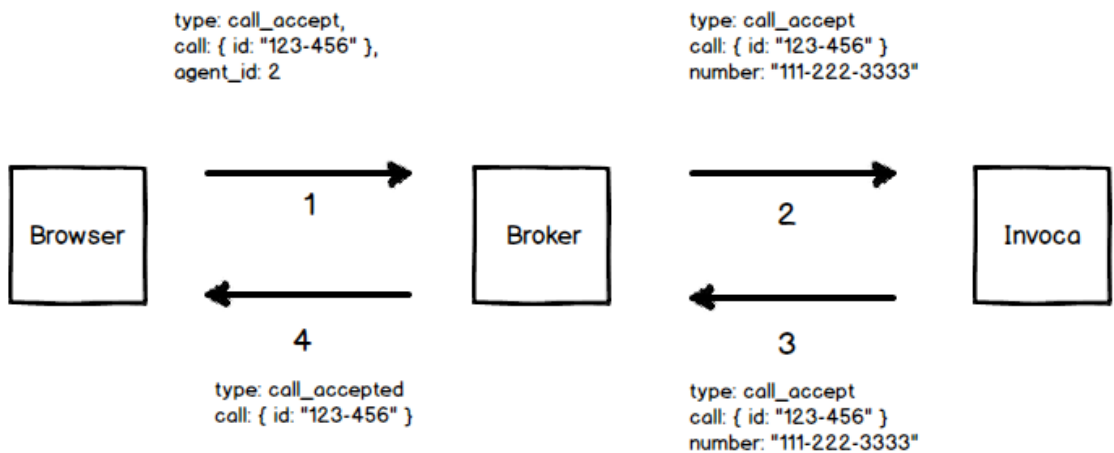 type: call_accept,
call: { id: "123-456" },
agent_id: 2
type: call_accept
call: { id: "123-456" }
number: "111-222-3333"
Browser
1
Broker
2
Invoca
4
3
type: call_accepted
call: { id: "123-456" }
type: call_accept
call: { id: "123-456" }
number: "111-222-3333"